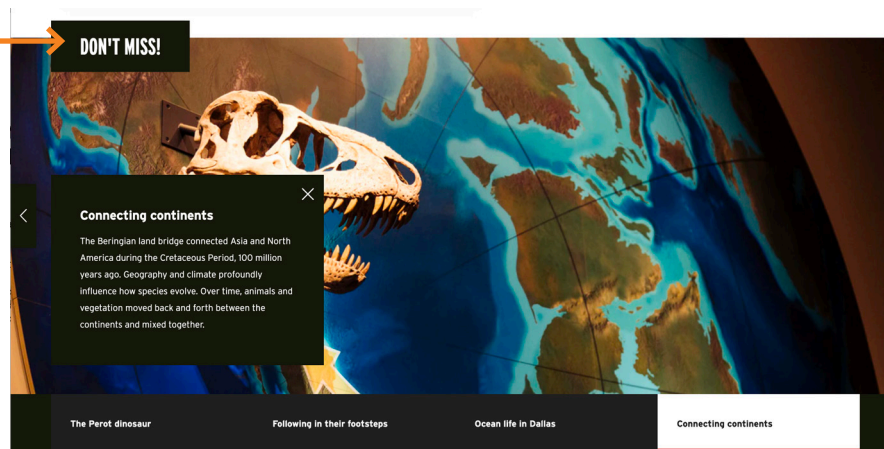 DON'T MISS!
Connecting continents
The Beringian land bridge connected Asia and North
America during the Cretaceous Period, 100 million
years ago. Geography and climate profoundly
influence how species evolve. Over time, animals and
vegetation moved back and forth between the
continents and mixed together.
The Perot dinosaur
Following in their footsteps
Ocean life in Dallas
Connecting continents